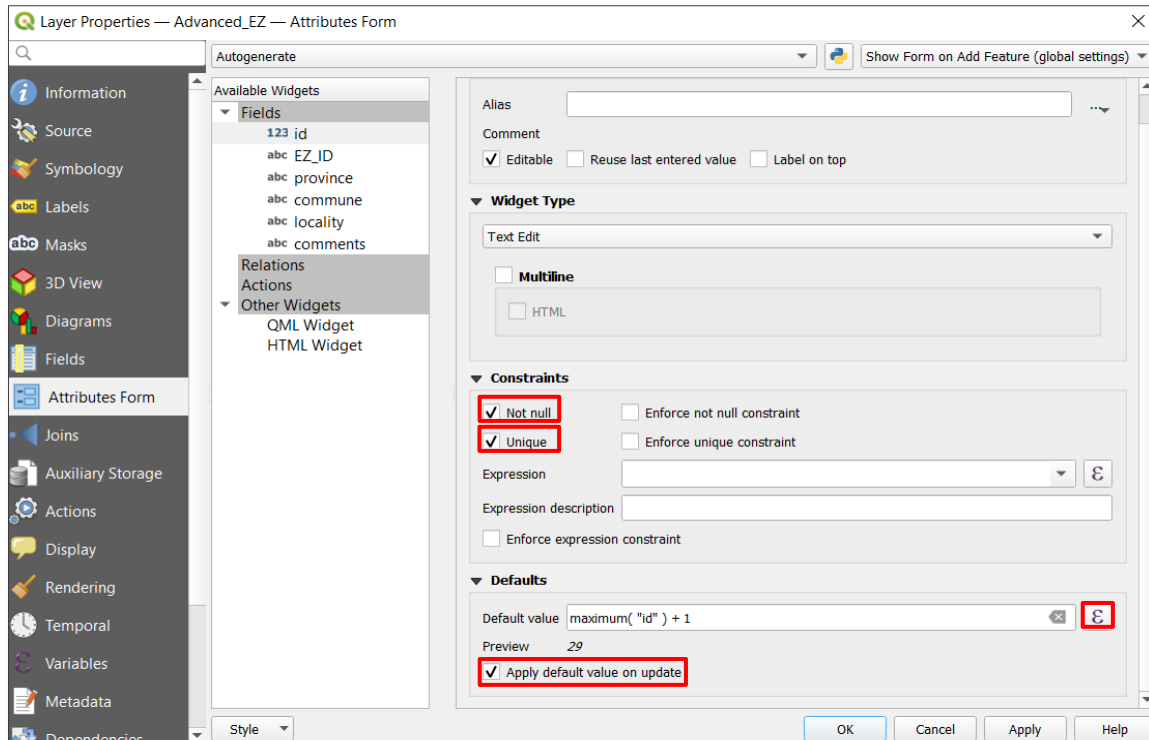 Layer Properties — Advanced_EZ — Attributes Form
Autogenerate
Show Form on Add Feature (global settings)
Information
Source
Symbology
abc Labels
abc Masks
3D View
Diagrams
Fields
Attributes Form
Joins
Auxiliary Storage
Actions
Display
Rendering
Temporal
Variables
Metadata
Dependencies
Available Widgets
Fields
123 id
abc EZ_ID
abc province
abc commune
abc locality
abc comments
Relations
Actions
Other Widgets
QML Widget
HTML Widget
Alias
...
Comment
Editable Reuse last entered value Label on top
Widget Type
Text Edit
Multiline
HTML
Constraints
Not null Enforce not null constraint
Unique Enforce unique constraint
Expression ε
Expression description
Enforce expression constraint
Defaults
Default value maximum( "id" ) + 1 ε
Preview 29
Apply default value on update
Style OK Cancel Apply Help